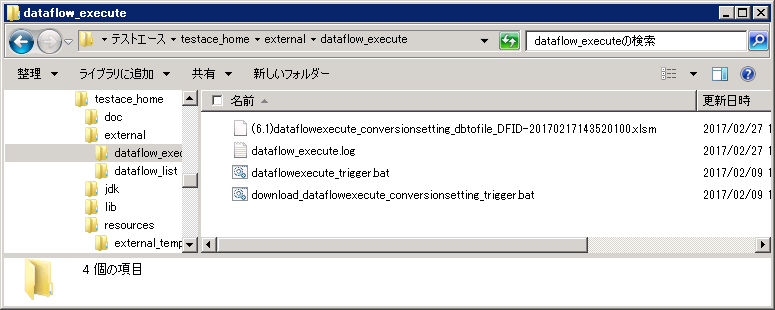 dataflow_execute
テストエース testace_home external dataflow_execute
dataflow_executeの検索
整理 ライブラリに追加 共有 新しいフォルダー
testace_home
doc
external
dataflow_exec
dataflow_list
jdk
lib
resources
external_temp
名前 更新日時
(6.1)dataflowexecute_conversionsetting_dbtofile_DFID-20170217143520100.xlsm 2017/02/27 1
dataflow_execute.log 2017/02/27 1
dataflowexecute_trigger.bat 2017/02/09 1
download_dataflowexecute_conversionsetting_trigger.bat 2017/02/09 1
4 個の項目